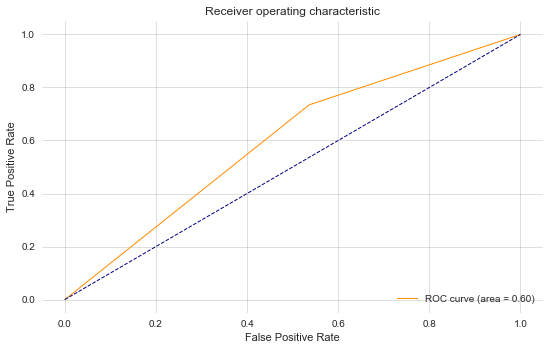 Receiver operating characteristic
True Positive Rate
1.0
0.8
0.6
0.4
0.2
0.0
ROC curve (area = 0.60)
0.0 0.2 0.4 0.6 0.8 1.0
False Positive Rate